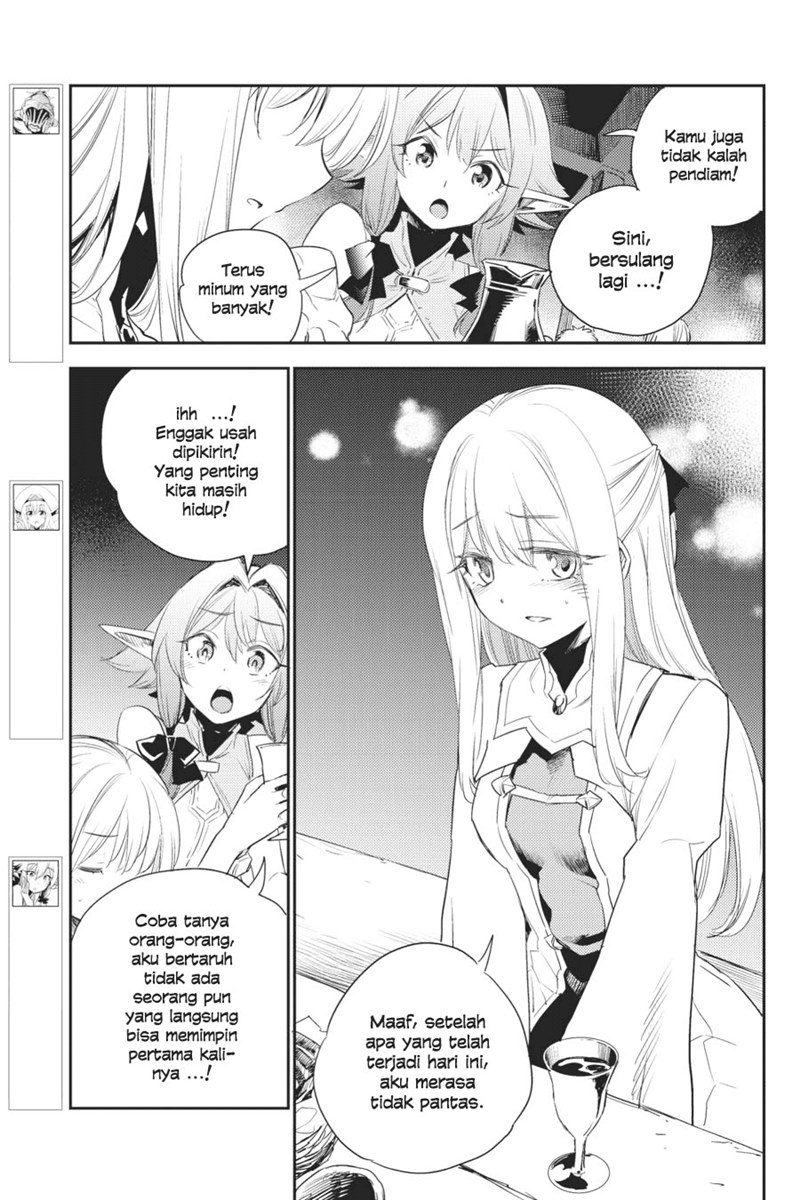 Kamu juga
tidak kalah
pendiam!
Sini,
bersulang
lagi ...!
Terus
minum yang
banyak!
Maaf, setelah
apa yang telah
terjadi hari ini,
aku merasa
tidak pantas.
ihh ...!
Enggak usah
dipikirin!
Yang penting
kita masih
hidup!
Coba tanya
orang-orang,
aku bertaruh
tidak ada
seorang pun
yang langsung
bisa memimpin
pertama kali-
nya ...!